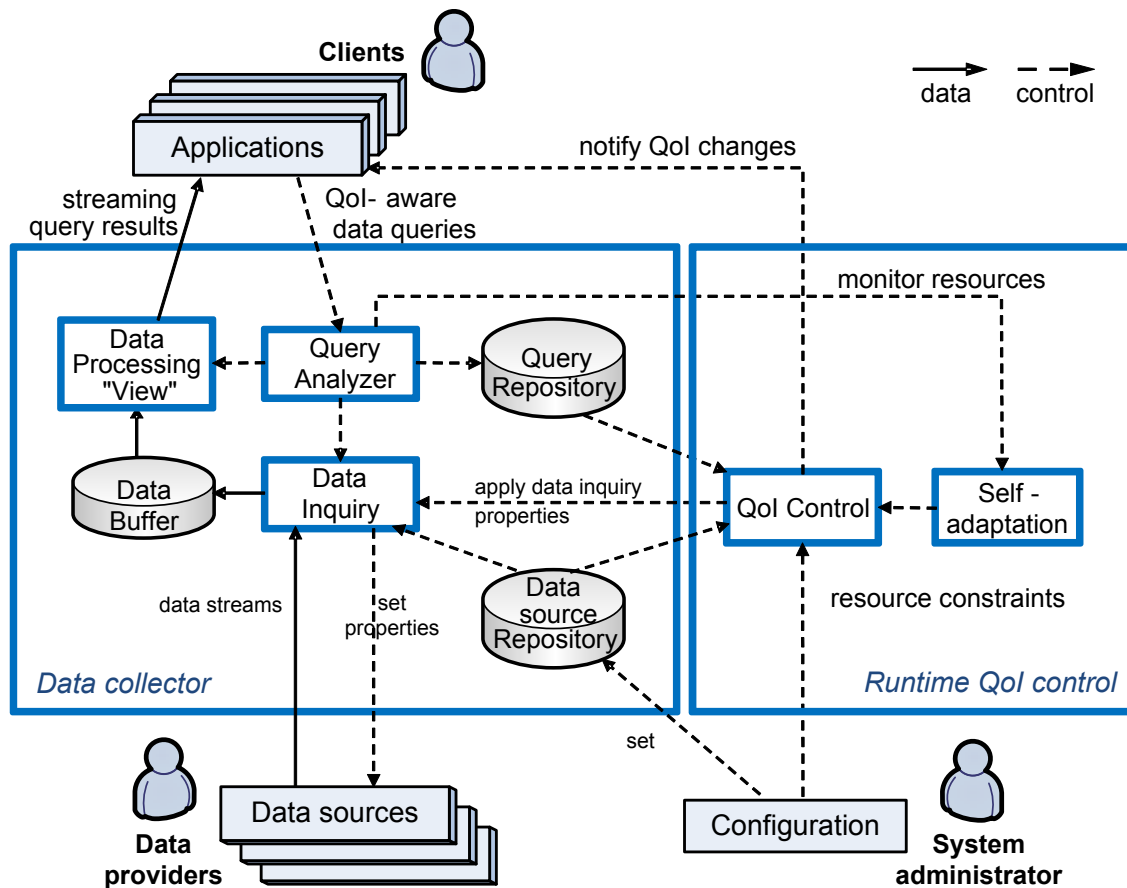 Clients
data
control
Applications
notify QoI changes
streaming
query results
QoI- aware
data queries
monitor resources
Data
Processing
"View"
Query
Analyzer
Query
Repository
Data
Buffer
Data
Inquiry
apply data inquiry
properties
QoI Control
Self -
adaptation
data streams
set
properties
Data
source
Repository
resource constraints
Data collector
Runtime QoI control
set
Data sources
Configuration
Data
providers
System
administrator